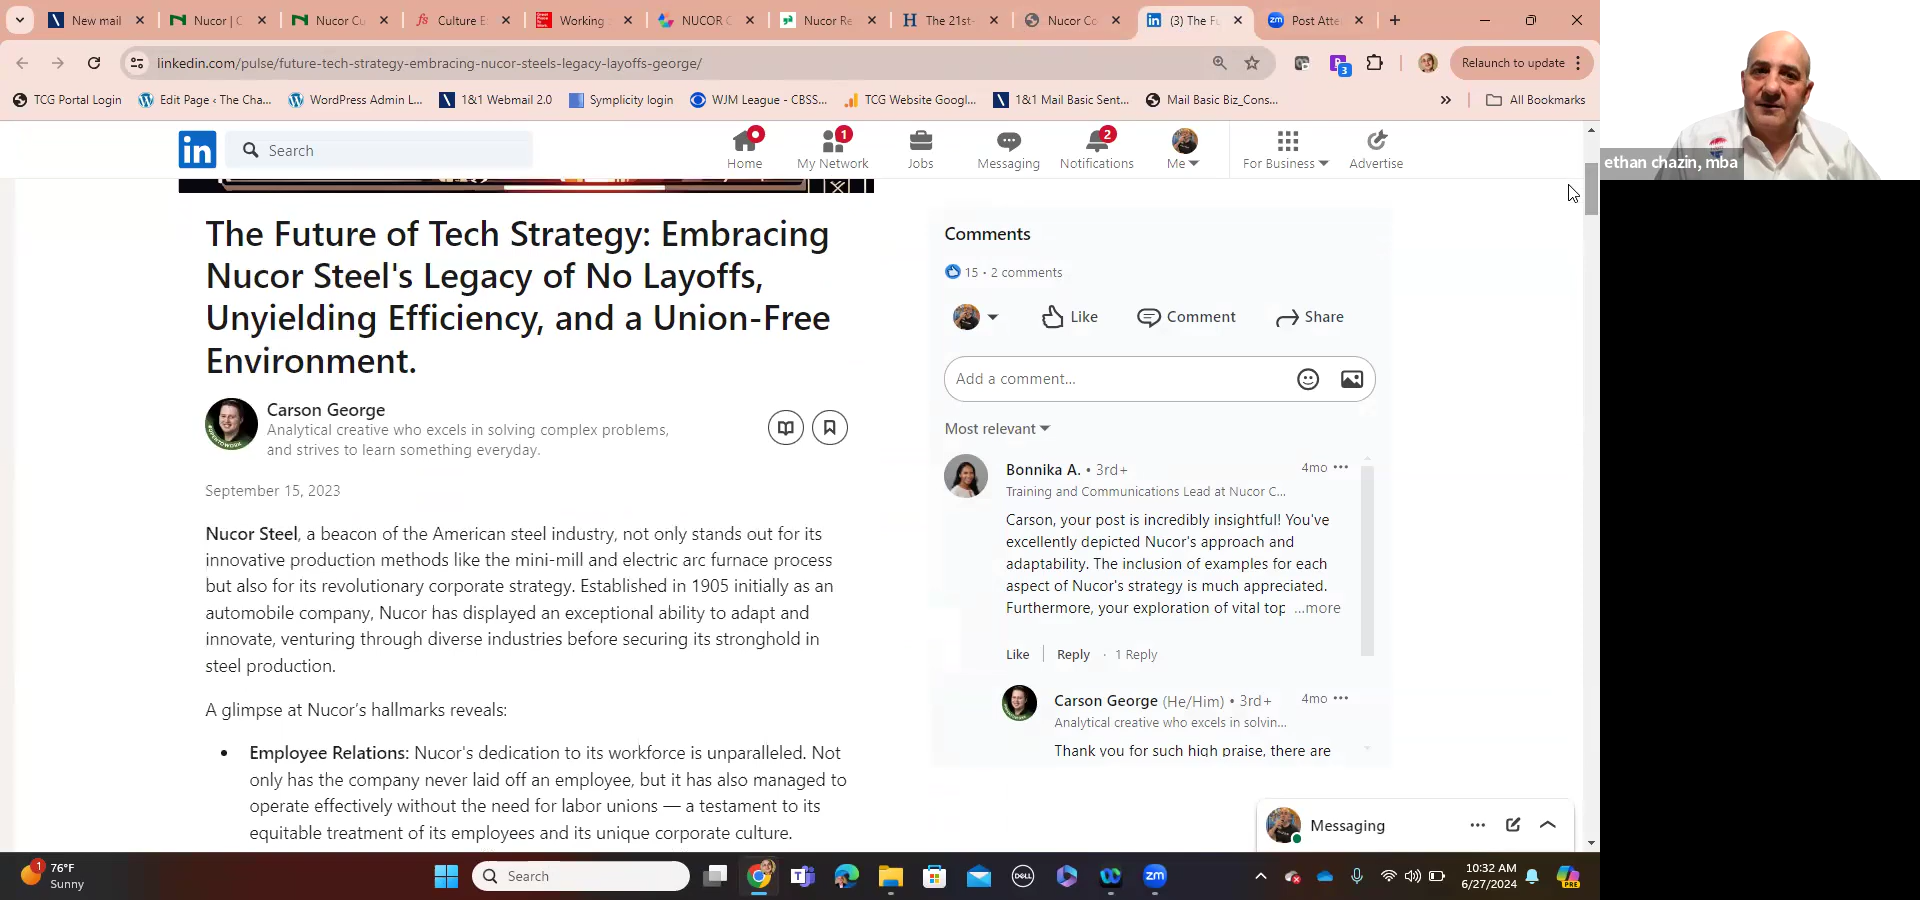 New mail
Nucor | C
Nucor Cu
Culture E
Working
NUCOR C
Nucor Re
The 21st-
Nucor Co
(3) The Fu
Post Atte
linkedin.com/pulse/future-tech-strategy-embracing-nucor-steels-legacy-layoffs-george/
3
Relaunch to update
TCG Portal Login
Edit Page ‹ The Cha...
WordPress Admin L...
1&1 Webmail 2.0
Symplicity login
WJM League - CBSS...
TCG Website Googl...
1&1 Mail Basic Sent...
Mail Basic Biz_Cons...
»
All Bookmarks
in
Search
Home
1
My Network
Jobs
Messaging
2
Notifications
Me
For Business
Advertise
ethan chazin, mba
The Future of Tech Strategy: Embracing
Nucor Steel's Legacy of No Layoffs,
Unyielding Efficiency, and a Union-Free
Environment.
Carson George
Analytical creative who excels in solving complex problems,
and strives to learn something everyday.
September 15, 2023
Nucor Steel, a beacon of the American steel industry, not only stands out for its
innovative production methods like the mini-mill and electric arc furnace process
but also for its revolutionary corporate strategy. Established in 1905 initially as an
automobile company, Nucor has displayed an exceptional ability to adapt and
innovate, venturing through diverse industries before securing its stronghold in
steel production.
A glimpse at Nucor's hallmarks reveals:
• Employee Relations: Nucor's dedication to its workforce is unparalleled. Not
only has the company never laid off an employee, but it has also managed to
operate effectively without the need for labor unions — a testament to its
equitable treatment of its employees and its unique corporate culture.
Comments
15 · 2 comments
Like
Comment
Share
Add a comment...
Most relevant
Bonnika A. • 3rd+
4mo
Training and Communications Lead at Nucor C...
Carson, your post is incredibly insightful! You've
excellently depicted Nucor's approach and
adaptability. The inclusion of examples for each
aspect of Nucor's strategy is much appreciated.
Furthermore, your exploration of vital top ...more
Like
Reply · 1 Reply
Carson George (He/Him) • 3rd+
4mo
Analytical creative who excels in solvin...
Thank you for such high praise, there are
Messaging
1
76°F
Sunny
Search
DELL
zm
10:32 AM
6/27/2024
PRE